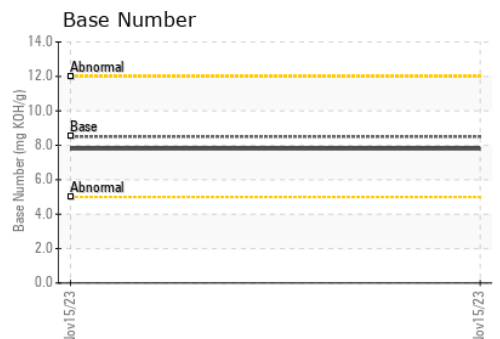 Base Number
14.0
Abnormal
12.0
10.0
Base
8.0
6.0
Abnormal
4.0
2.0
0.0
Base Number (mg KOH/g)
Nov15/23
Nov15/23